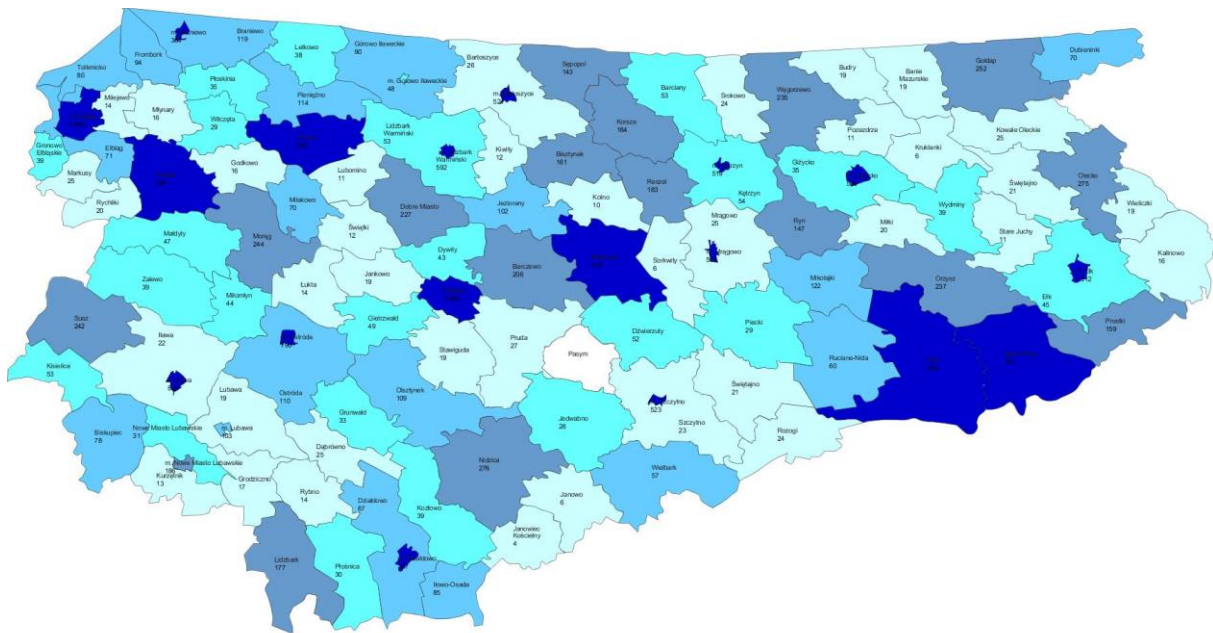 Lelkowo
38
Braniewo
119
Górowo Iławeckie
90
Frombork
94
Tolkmicko
80
Płoskinia
35
Pieniężno
114
m. Górowo Iławeckie
48
Bartoszyce
26
Sępopol
143
Barciany
53
Srokowo
24
Węgorzewo
235
Budry
19
Banie
Mazurskie
19
Gołdap
252
Dubeninki
70
Milejewo
14
Młynary
16
Wilczęta
29
Lidzbark
Warmiński
53
Korsze
164
Pozezdrze
11
Kruklanki
6
Kowale Oleckie
25
Gronowo
Elbląskie
39
Elbląg
71
Godkowo
16
Lubomino
11
Warmiński
592
Kiwity
12
Bisztynek
161
Reszel
183
Kętrzyn
54
Giżycko
35
Wydminy
39
Świętajno
21
Olecko
275
Wieliczki
19
Markusy
25
Rychliki
20
Miłakowo
70
Dobre Miasto
227
Jeziorany
102
Kolno
10
Mrągowo
25
Ryn
147
Miłki
20
Stare Juchy
11
Kalinowo
16
Małdyty
47
Morąg
244
Świątki
12
Dywity
43
Sorkwity
6
Zalewo
39
Miłomłyn
44
Łukta
14
Jonkowo
19
Barczewo
208
Mikołajki
122
Orzysz
237
Ełk
45
Prostki
159
Susz
242
Iława
22
Gietrzwałd
49
Stawiguda
19
Purda
27
Pasym
Dźwierzuty
52
Piecki
29
Ruciane-Nida
60
Kisielice
53
Lubawa
19
Ostróda
110
Grunwald
33
Olsztynek
109
Jedwabno
28
523
Szczytno
23
Świętajno
21
Rozogi
24
Biskupiec
78
Nowe Miasto Lubawskie
31
m. Lubawa
103
Dąbrówno
25
m. Nowe Miasto Lubawskie
186
Kurzętnik
13
Grodziczno
17
Rybno
14
Nidzica
276
Wielbark
57
Działdowo
67
Kozłowo
39
Janowo
6
Janowiec
Kościelny
4
Lidzbark
177
Płośnica
30
Iłowo-Osada
85